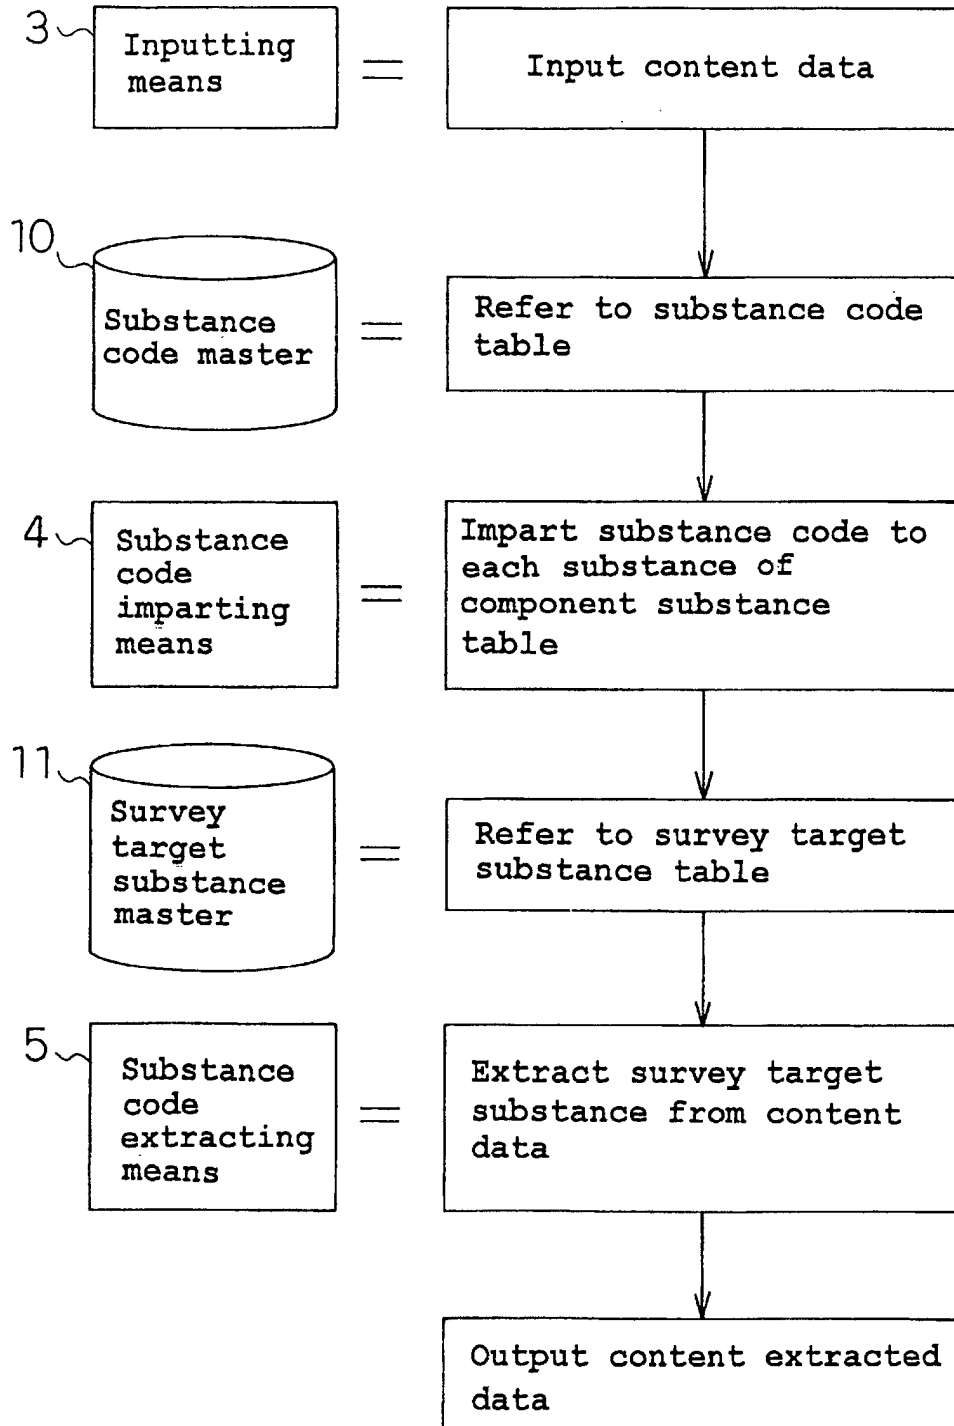 3
Inputting
means
Input content data
10
Substance
code master
Refer to substance code
table
4
Substance
code
imparting
means
Impart substance code to
each substance of
component substance
table
11
Survey
target
substance
master
Refer to survey target
substance table
5
Substance
code
extracting
means
Extract survey target
substance from content
data
Output content extracted
data